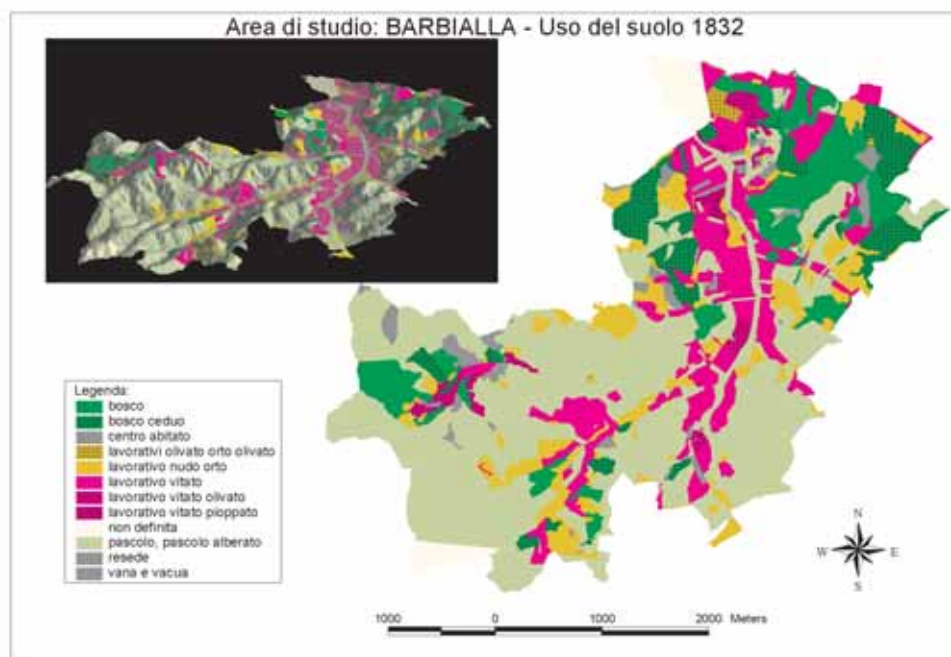 Area di studio: BARBIALLA - Uso del suolo 1832
Legenda:
bosco
bosco ceduo
centro abitato
lavorativi olivato orto olivato
lavorativo nudo orto
lavorativo vitato
lavorativo vitato olivato
lavorativo vitato pioppato
non definita
pascolo, pascolo alberato
resede
varia e vacua
N
W E
S
1000 0 1000 2000 Meters